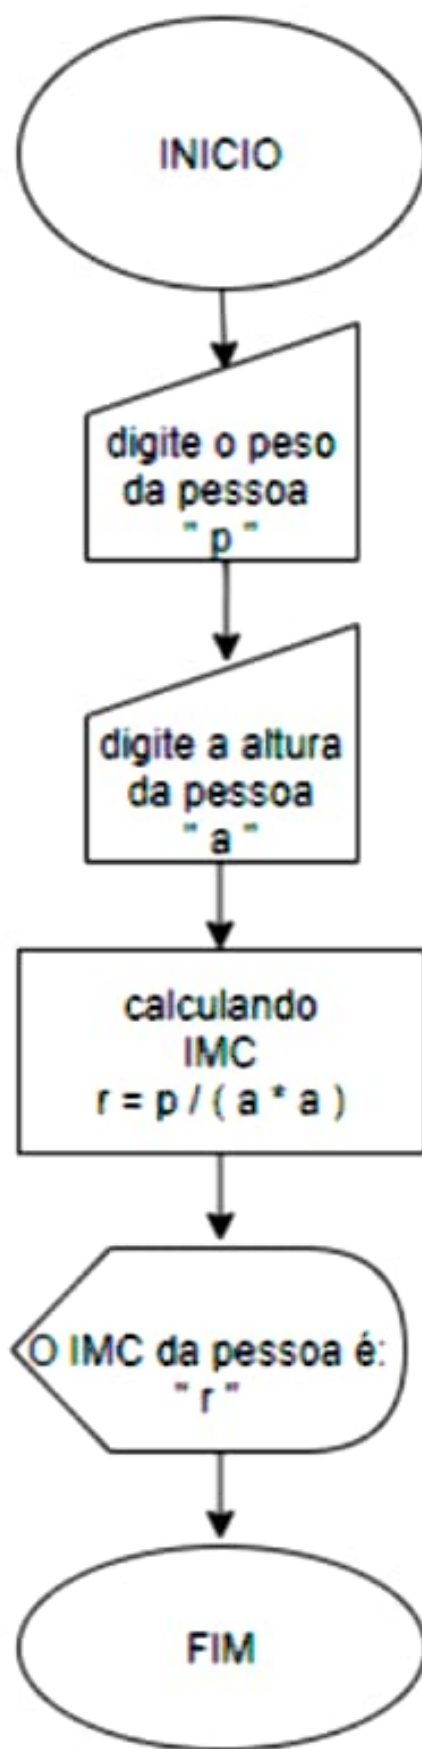 INICIO
digite o peso
da pessoa
" p "
digite a altura
da pessoa
" a "
calculando
IMC
r = p / ( a * a )
O IMC da pessoa é:
" r "
FIM